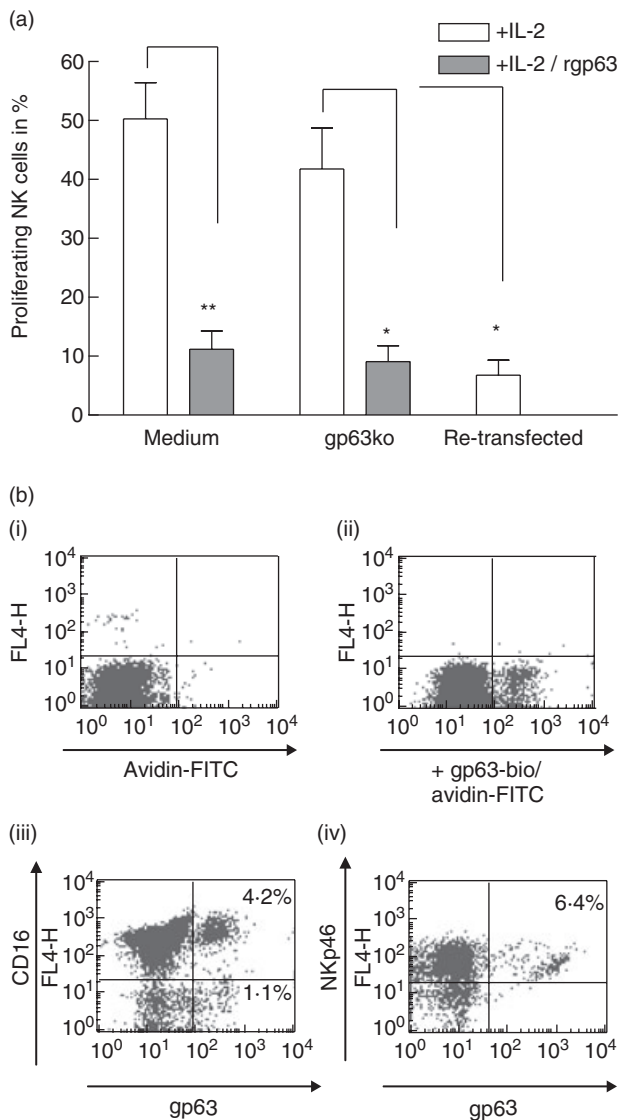 (a)
+IL-2
+IL-2 / rgp63
Proliferating NK cells in %
60
50
40
30
20
10
0
**
*
*
Medium
gp63ko
Re-transfected
(b)
(i)
FL4-H
10⁴
10³
10²
10¹
10⁰
10⁰ 10¹ 10² 10³ 10⁴
Avidin-FITC
(ii)
FL4-H
10⁴
10³
10²
10¹
10⁰
10⁰ 10¹ 10² 10³ 10⁴
+ gp63-bio/
avidin-FITC
(iii)
CD16
FL4-H
10⁴
10³
10²
10¹
10⁰
4·2%
1·1%
10⁰ 10¹ 10² 10³ 10⁴
gp63
(iv)
NKp46
FL4-H
10⁴
10³
10²
10¹
10⁰
6·4%
10⁰ 10¹ 10² 10³ 10⁴
gp63